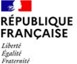 RÉPUBLIQUE
FRANÇAISE
Liberté
Égalité
Fraternité